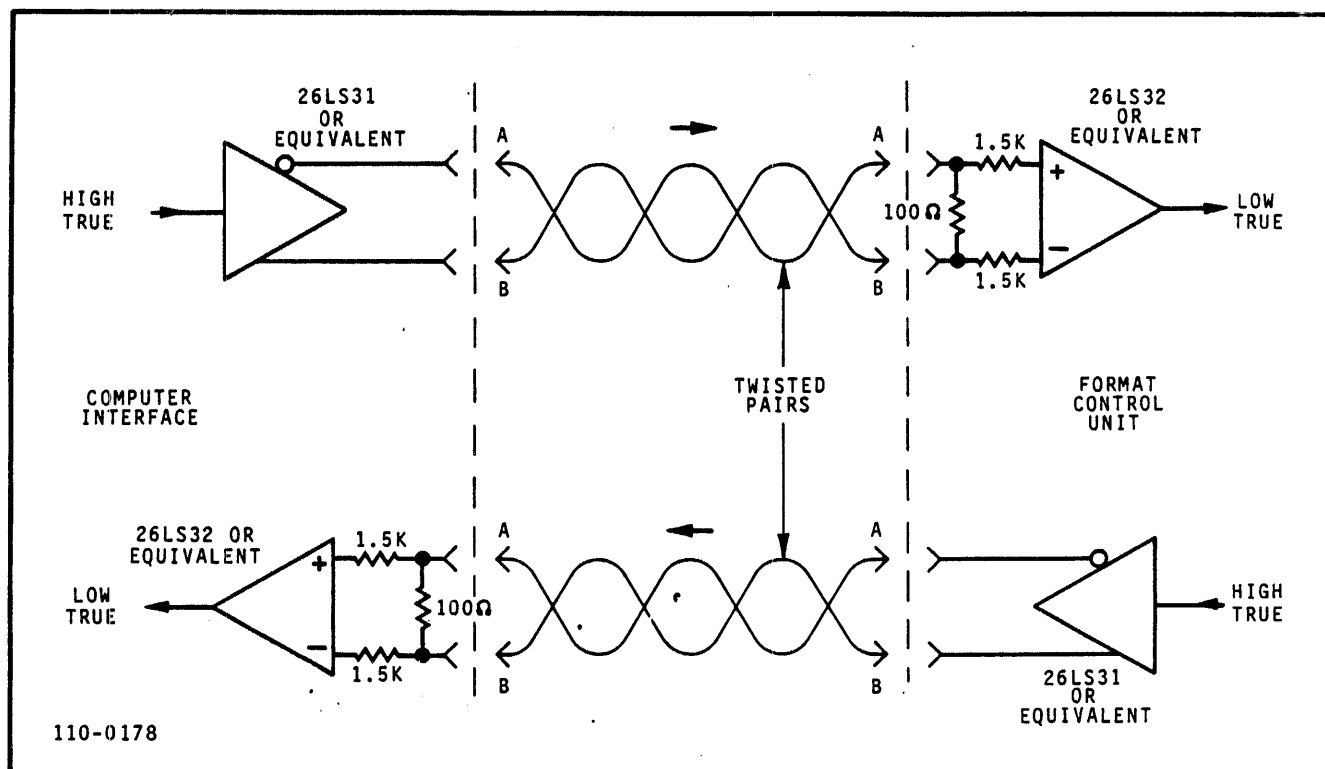 26LS31
OR
EQUIVALENT
26LS32
OR
EQUIVALENT
A
A
1.5K
+
HIGH
TRUE
100Ω
LOW
TRUE
−
B
B
1.5K
COMPUTER
INTERFACE
TWISTED
PAIRS
FORMAT
CONTROL
UNIT
26LS32 OR
EQUIVALENT
1.5K
A
A
+
LOW
TRUE
100Ω
HIGH
TRUE
−
1.5K
B
B
26LS31
OR
EQUIVALENT
110-0178